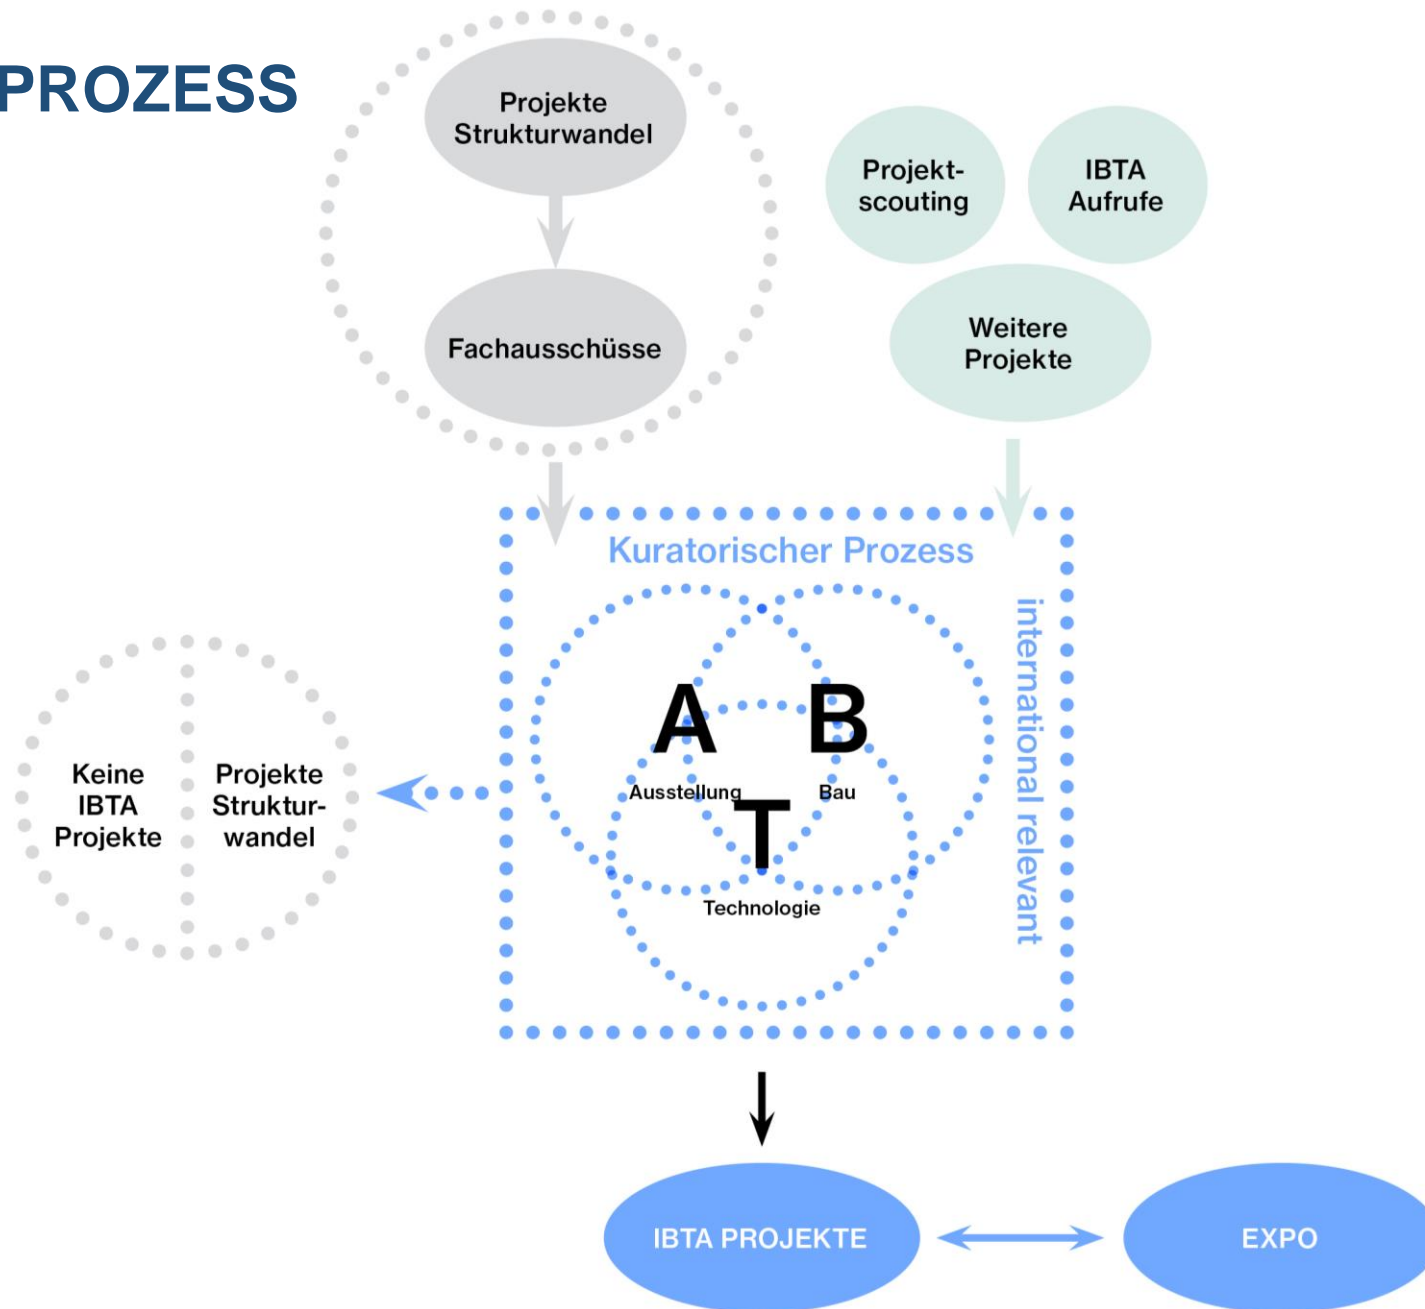 PROZESS
Projekte
Strukturwandel
Fachausschüsse
Projekt-
scouting
IBTA
Aufrufe
Weitere
Projekte
Kuratorischer Prozess
international relevant
A
B
Ausstellung
Bau
T
Technologie
Keine
IBTA
Projekte
Projekte
Struktur-
wandel
IBTA PROJEKTE
EXPO